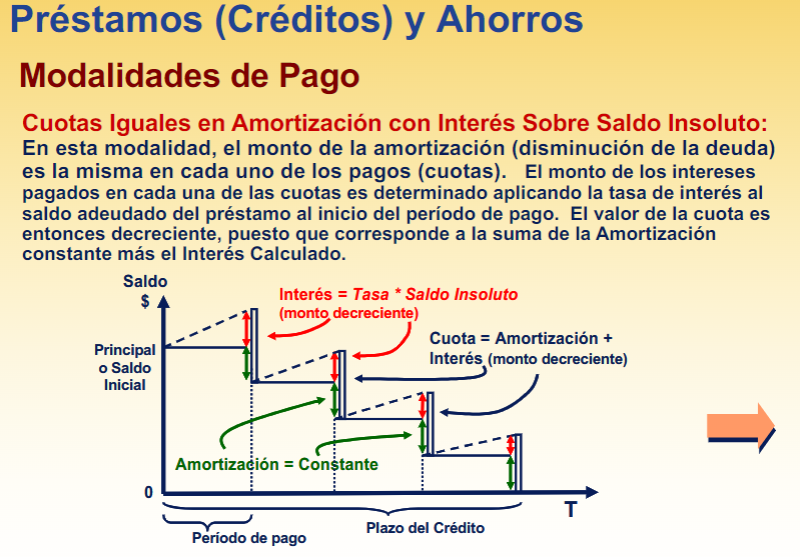 Préstamos (Créditos) y Ahorros
Modalidades de Pago
Cuotas Iguales en Amortización con Interés Sobre Saldo Insoluto:
En esta modalidad, el monto de la amortización (disminución de la deuda)
es la misma en cada uno de los pagos (cuotas). El monto de los intereses
pagados en cada una de las cuotas es determinado aplicando la tasa de interés al
saldo adeudado del préstamo al inicio del período de pago. El valor de la cuota es
entonces decreciente, puesto que corresponde a la suma de la Amortización
constante más el Interés Calculado.
Saldo
$
Interés = Tasa * Saldo Insoluto
(monto decreciente)
Cuota = Amortización +
Interés (monto decreciente)
Principal
o Saldo
Inicial
Amortización = Constante
0
T
Plazo del Crédito
Período de pago